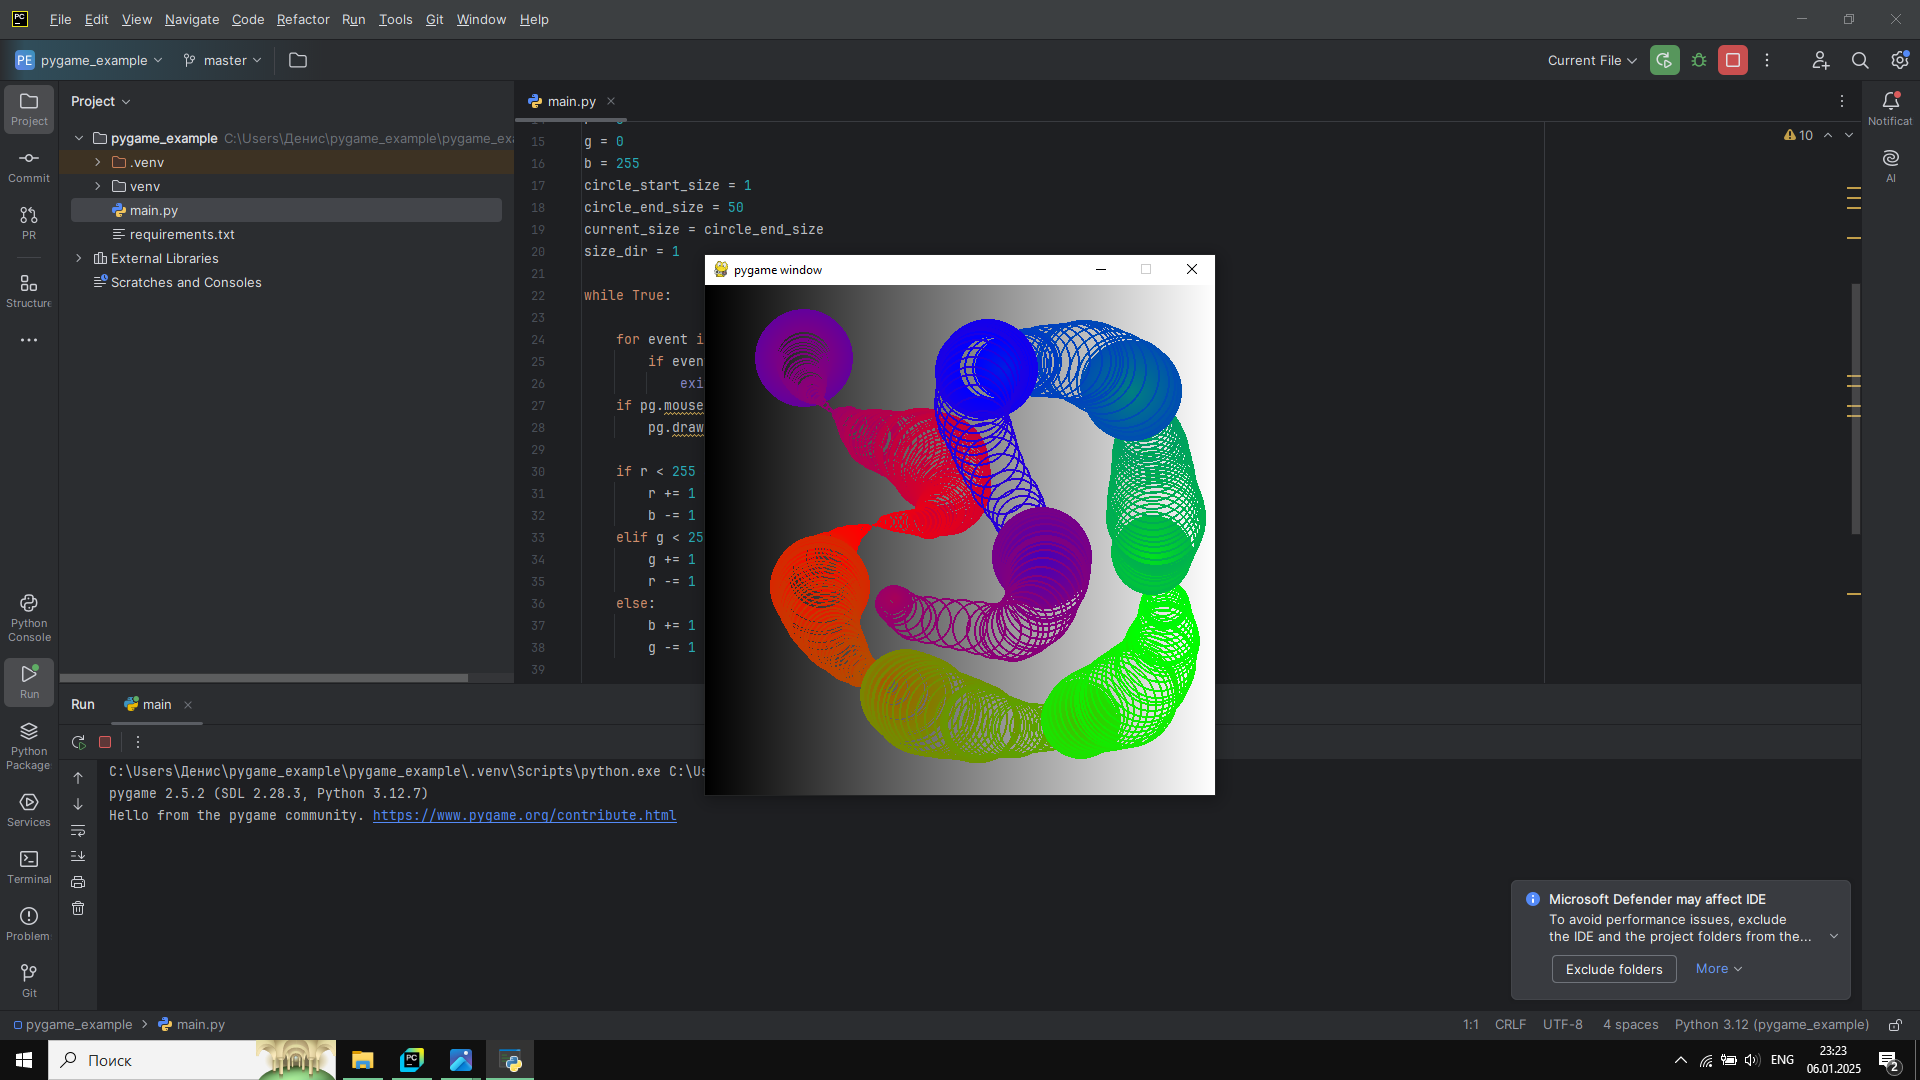 File Edit View Navigate Code Refactor Run Tools Git Window Help
PE pygame_example master Current File
Project
main.py
Project
Commit
PR
Structure
pygame_example C:\Users\Денис\pygame_example\pygame_exa
.venv
venv
main.py
requirements.txt
External Libraries
Scratches and Consoles
10
Notificat
AI
15 g = 0
16 b = 255
17 circle_start_size = 1
18 circle_end_size = 50
19 current_size = circle_end_size
20 size_dir = 1
21
22 while True:
23
24 for event i
25 if even
26 exi
27 if pg.mouse
28 pg.draw
29
30 if r < 255
31 r += 1
32 b -= 1
33 elif g < 25
34 g += 1
35 r -= 1
36 else:
37 b += 1
38 g -= 1
39
pygame window
Python Console
Run
Python Package
Services
Terminal
Problem
Git
Run main
C:\Users\Денис\pygame_example\pygame_example\.venv\Scripts\python.exe C:\Us
pygame 2.5.2 (SDL 2.28.3, Python 3.12.7)
Hello from the pygame community. https://www.pygame.org/contribute.html
Microsoft Defender may affect IDE
To avoid performance issues, exclude
the IDE and the project folders from the...
Exclude folders More
pygame_example main.py
1:1 CRLF UTF-8 4 spaces Python 3.12 (pygame_example)
Поиск
PC
ENG
23:23
06.01.2025
2